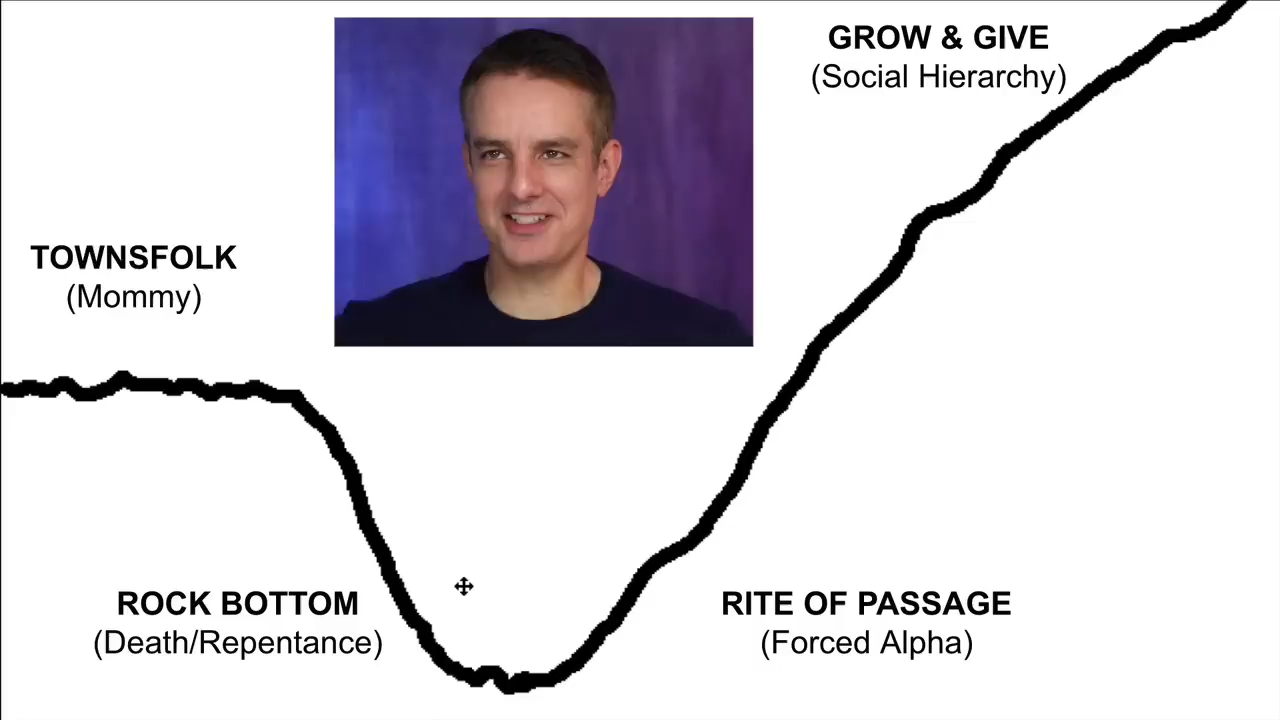 GROW & GIVE
(Social Hierarchy)
TOWNSFOLK
(Mommy)
ROCK BOTTOM
(Death/Repentance)
RITE OF PASSAGE
(Forced Alpha)